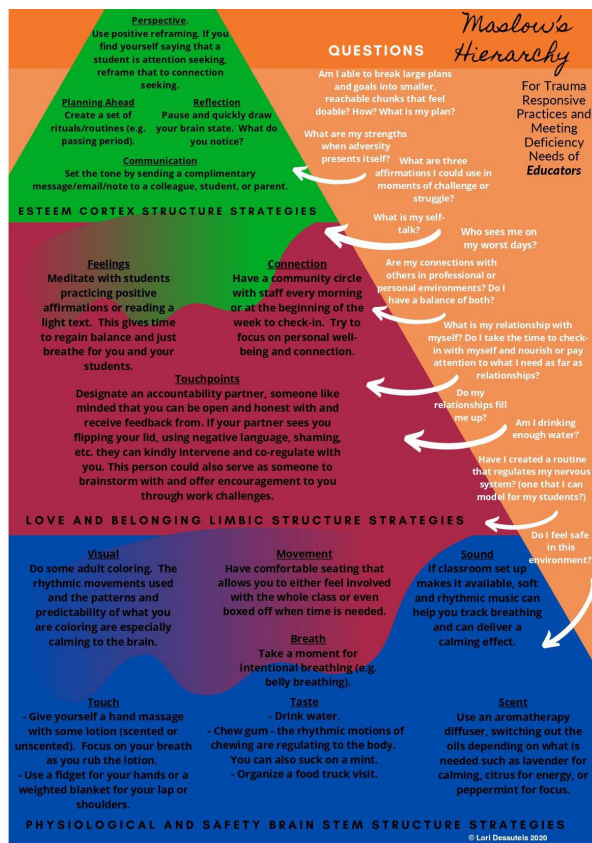 Maslow's
Hierarchy
For Trauma
Responsive
Practices and
Meeting
Deficiency
Needs of
Educators
Perspective.
Use positive reframing. If you
find yourself saying that a
student is attention seeking,
reframe that to connection
seeking.
Planning Ahead
Create a set of
rituals/routines (e.g.
passing period).
Reflection
Pause and quickly draw
your brain state. What do
you notice?
Communication
Set the tone by sending a complimentary
message/email/note to a colleague, student, or parent.
ESTEEM CORTEX STRUCTURE STRATEGIES
QUESTIONS
Am I able to break large plans
and goals into smaller,
reachable chunks that feel
doable? How? What is my plan?
What are my strengths
when adversity
presents itself?
What are three
affirmations I could use in
moments of challenge or
struggle?
What is my self-
talk?
Who sees me on
my worst days?
Are my connections with
others in professional or
personal environments? Do I
have a balance of both?
What is my relationship with
myself? Do I take the time to check-
in with myself and nourish or pay
attention to what I need as far as
relationships?
Do my
relationships fill
me up?
Am I drinking
enough water?
Have I created a routine
that regulates my nervous
system? (one that I can
model for my students?)
Do I feel safe
in this
environment?
Feelings
Meditate with students
practicing positive
affirmations or reading a
light text. This gives time
to regain balance and just
breathe for you and your
students.
Connection
Have a community circle
with staff every morning
or at the beginning of the
week to check-in. Try to
focus on personal well-
being and connection.
Touchpoints
Designate an accountability partner, someone like
minded that you can be open and honest with and
receive feedback from. If your partner sees you
flipping your lid, using negative language, shaming,
etc. they can kindly intervene and co-regulate with
you. This person could also serve as someone to
brainstorm with and offer encouragement to you
through work challenges.
LOVE AND BELONGING LIMBIC STRUCTURE STRATEGIES
Visual
Do some adult coloring. The
rhythmic movements used
and the patterns and
predictability of what you
are coloring are especially
calming to the brain.
Movement
Have comfortable seating that
allows you to either feel involved
with the whole class or even
boxed off when time is needed.
Sound
If classroom set up
makes it available, soft
and rhythmic music can
help you track breathing
and can deliver a
calming effect.
Breath
Take a moment for
intentional breathing (e.g.
belly breathing).
Touch
- Give yourself a hand massage
with some lotion (scented or
unscented). Focus on your breath
as you rub the lotion.
- Use a fidget for your hands or a
weighted blanket for your lap or
shoulders.
Taste
- Drink water.
- Chew gum - the rhythmic motions of
chewing are regulating to the body.
You can also suck on a mint.
- Organize a food truck visit.
Scent
Use an aromatherapy
diffuser, switching out the
oils depending on what is
needed such as lavender for
calming, citrus for energy, or
peppermint for focus.
PHYSIOLOGICAL AND SAFETY BRAIN STEM STRUCTURE STRATEGIES
© Lori Desautels 2020